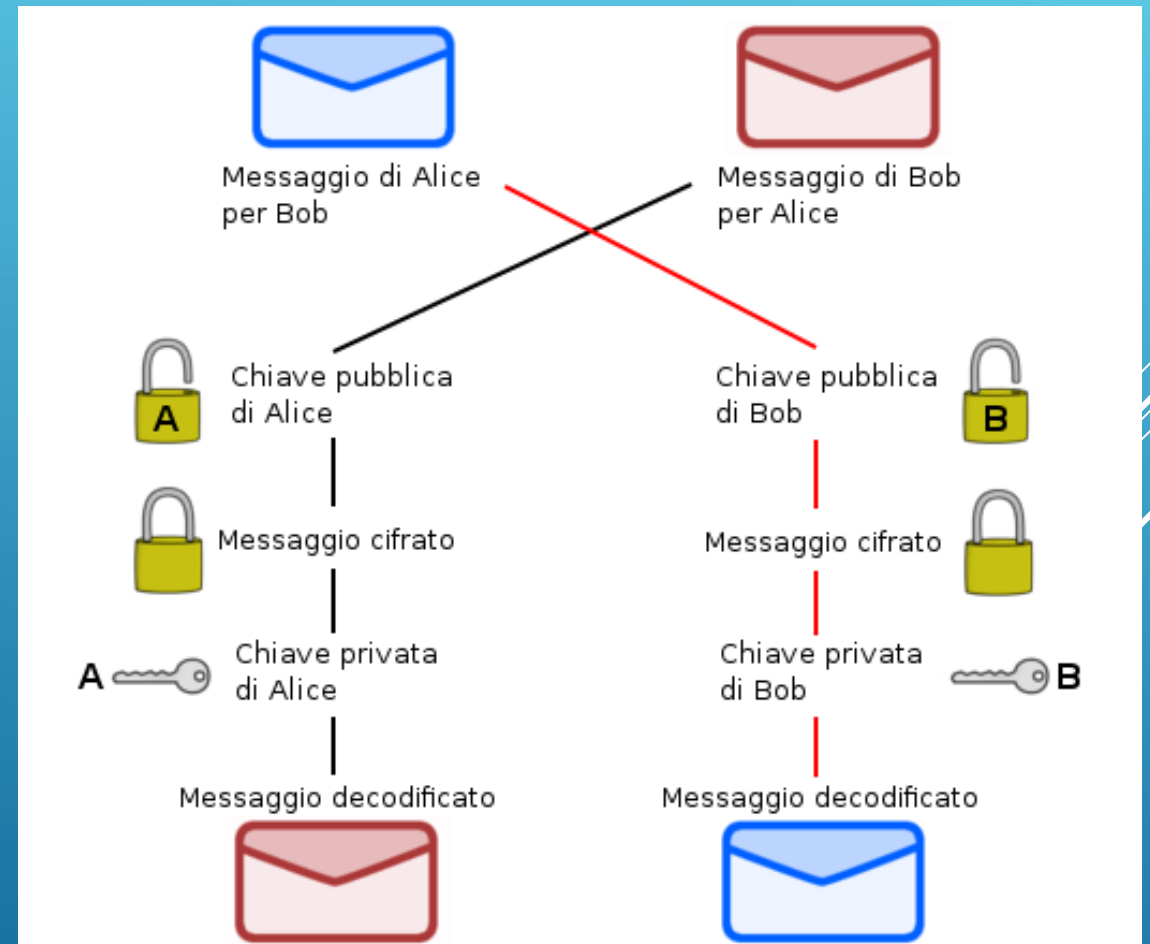 Messaggio di Alice
per Bob
Messaggio di Bob
per Alice
A
Chiave pubblica
di Alice
Chiave pubblica
di Bob
B
Messaggio cifrato
Messaggio cifrato
A
Chiave privata
di Alice
Chiave privata
di Bob
B
Messaggio decodificato
Messaggio decodificato